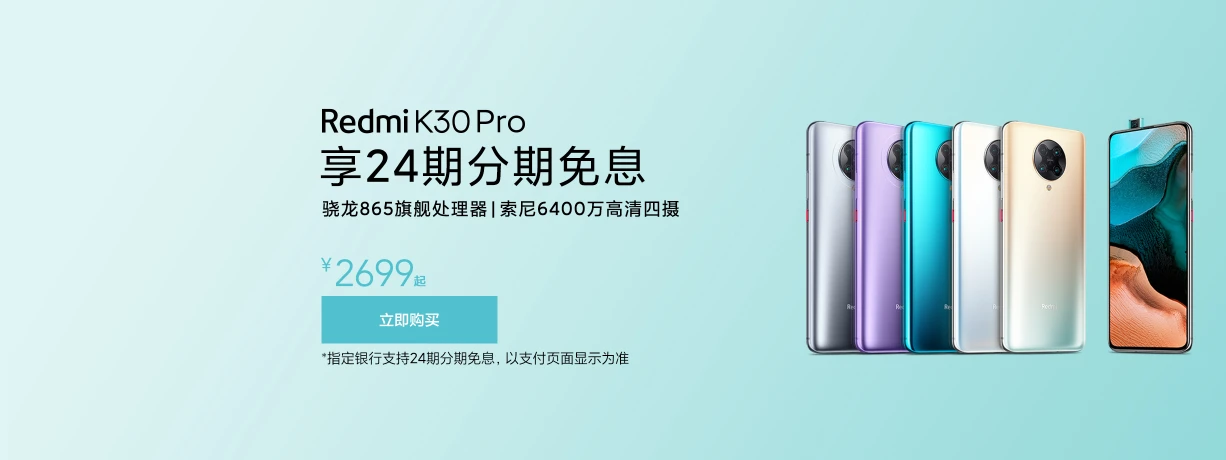 Redmi K30 Pro
享24期分期免息
骁龙865旗舰处理器|索尼6400万高清四摄
¥2699起
立即购买
*指定银行支持24期分期免息，以支付页面显示为准
Redmi